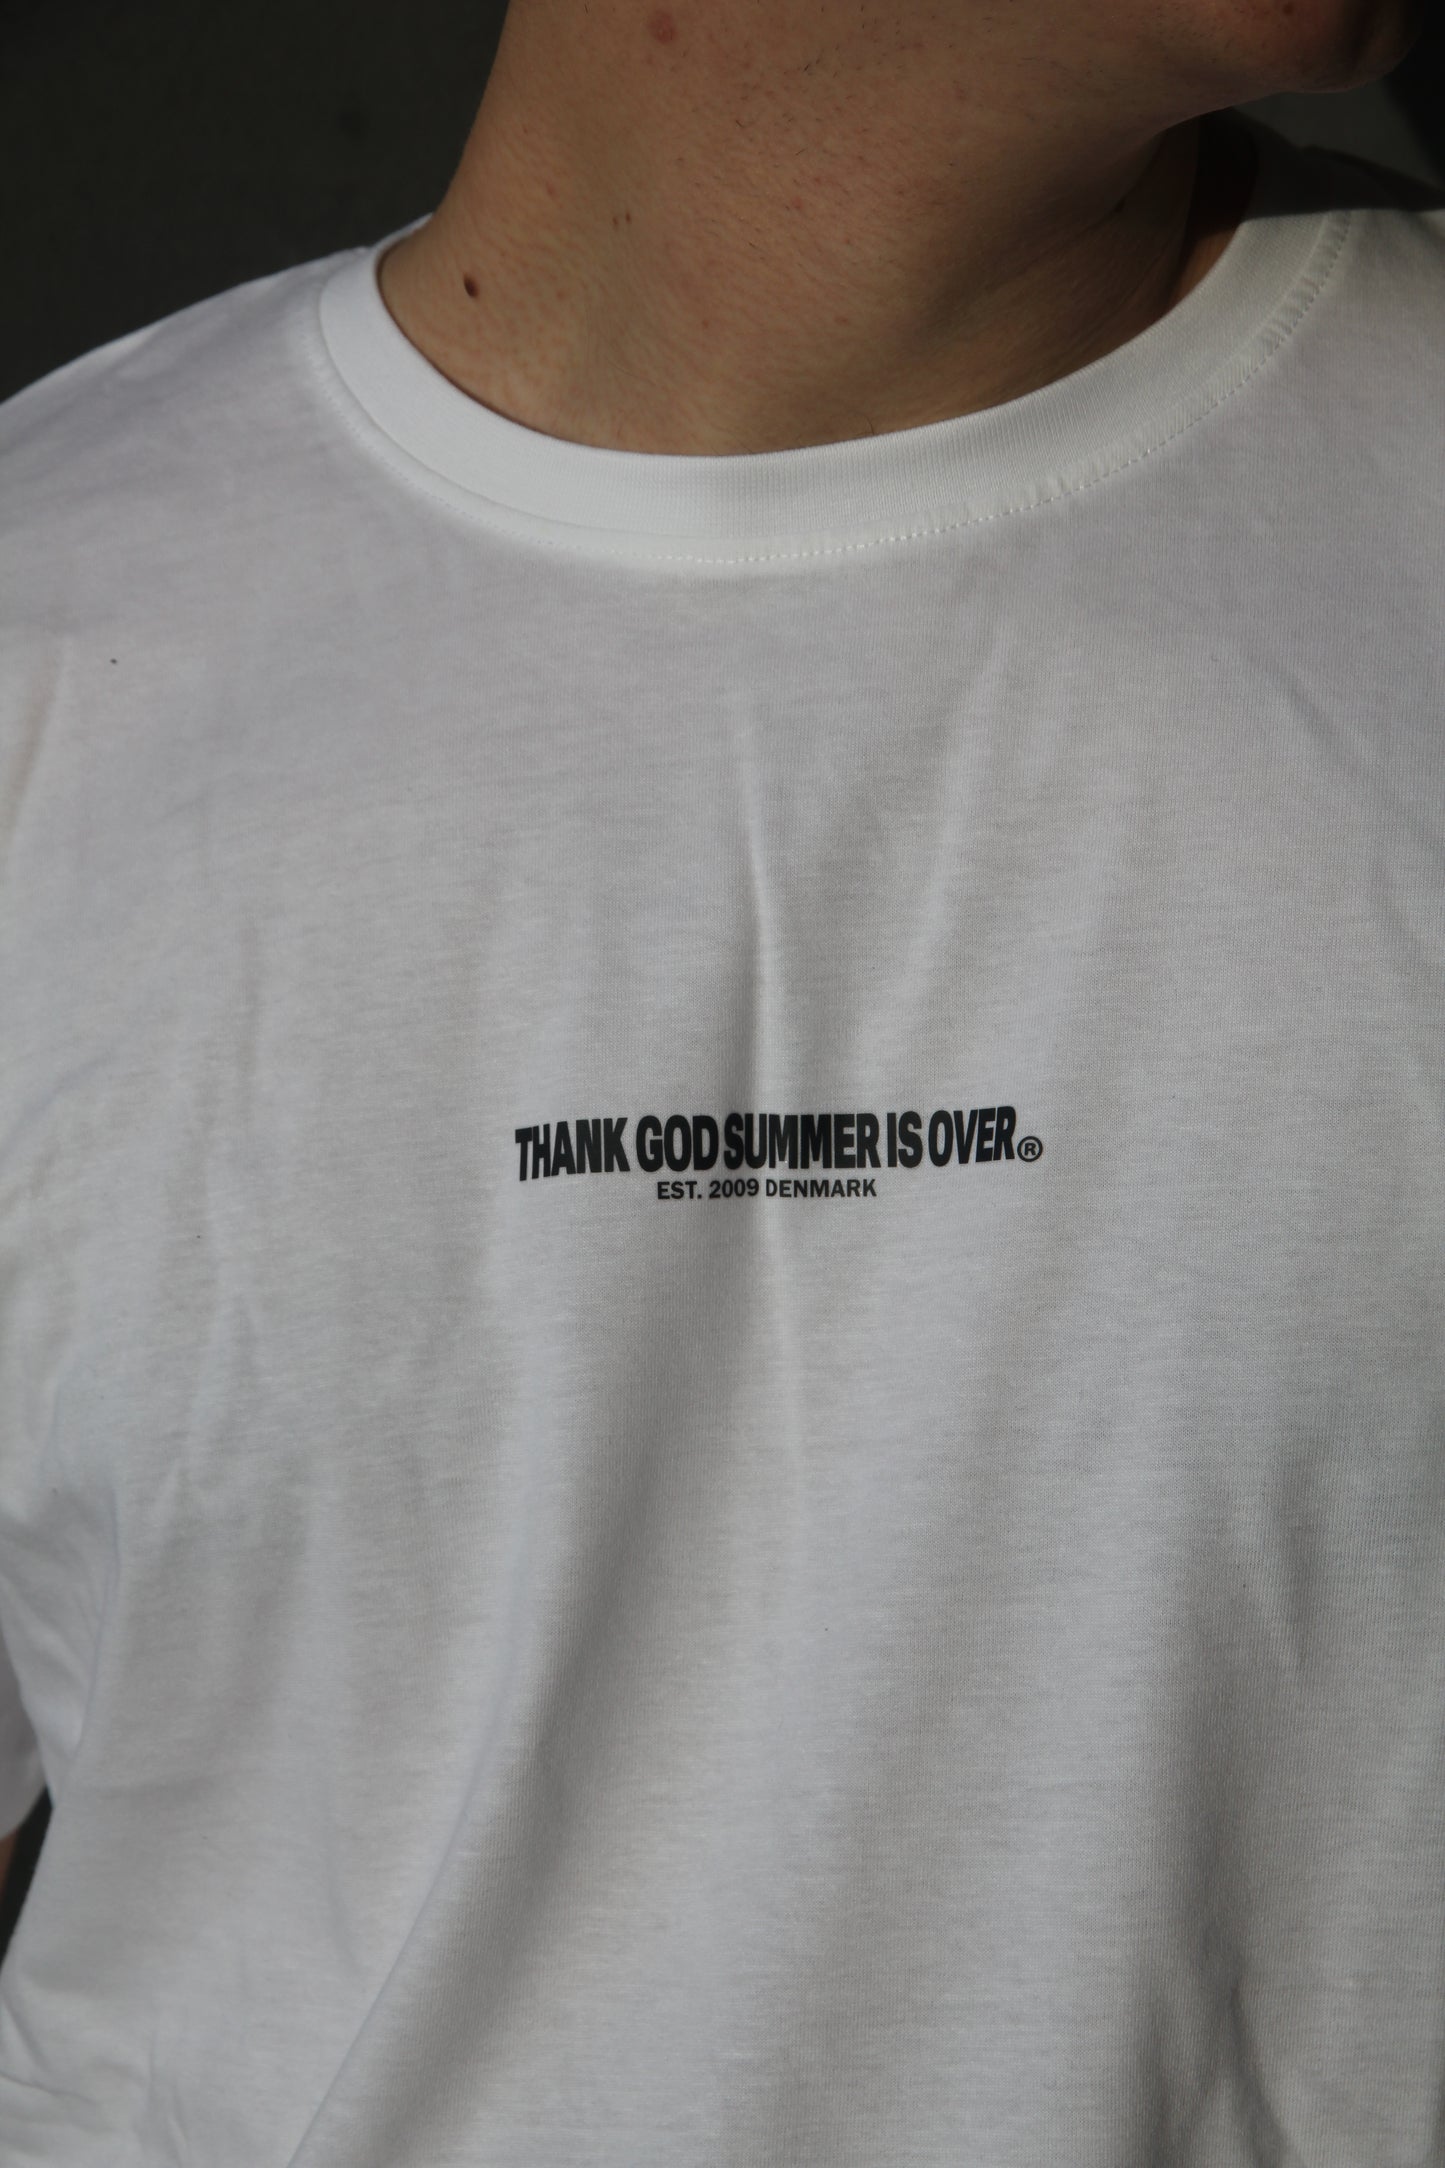 THANK GOD SUMMER IS OVER®
EST. 2009 DENMARK